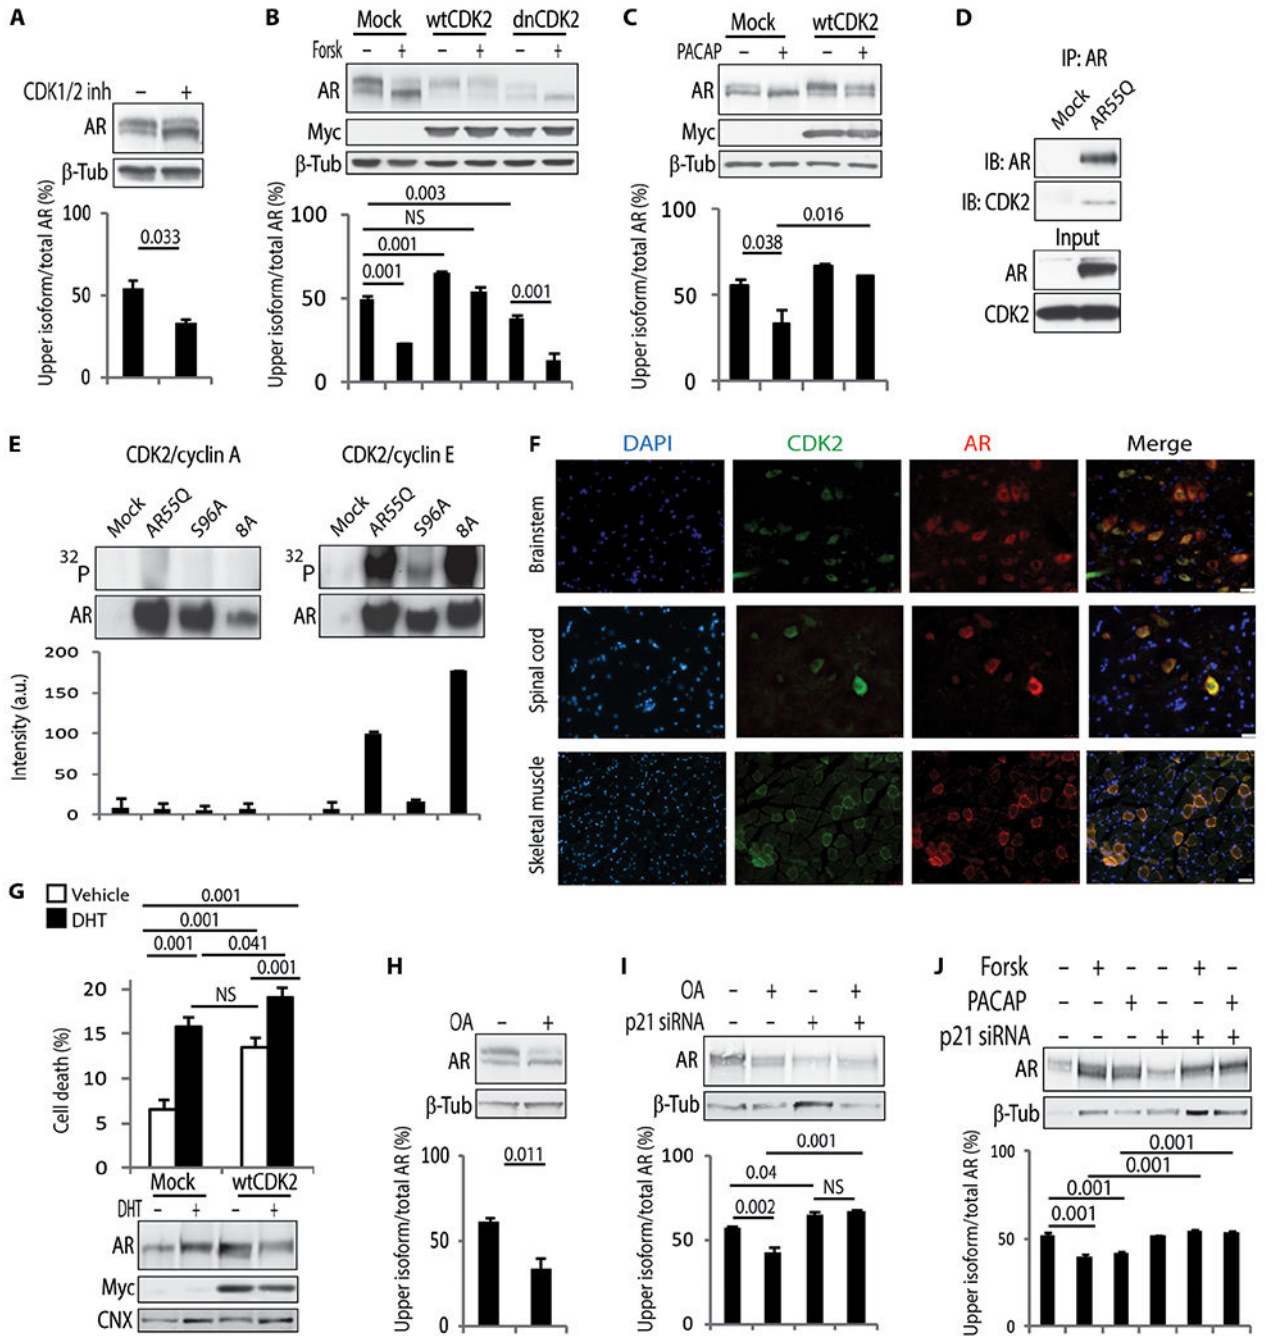 A
CDK1/2 inh – +
AR
β-Tub
Upper isoform/total AR (%)
100
50
0
0.033
B
Mock wtCDK2 dnCDK2
Forsk – + – + – +
AR
Myc
β-Tub
Upper isoform/total AR (%)
100
50
0
0.003
NS
0.001
0.001
0.001
C
Mock wtCDK2
PACAP – + – +
AR
Myc
β-Tub
Upper isoform/total AR (%)
100
50
0
0.016
0.038
D
IP: AR
Mock AR55Q
IB: AR
IB: CDK2
Input
AR
CDK2
E
CDK2/cyclin A CDK2/cyclin E
Mock AR55Q S96A 8A Mock AR55Q S96A 8A
32P 32P
AR AR
Intensity (a.u.)
200
150
100
50
0
F
DAPI CDK2 AR Merge
Brainstem
Spinal cord
Skeletal muscle
G
Vehicle
DHT
0.001
0.001
0.001 0.041
0.001
NS
Cell death (%)
20
15
10
5
0
Mock wtCDK2
DHT – + – +
AR
Myc
CNX
H
OA – +
AR
β-Tub
Upper isoform/total AR (%)
100
50
0
0.011
I
OA – + – +
p21 siRNA – – + +
AR
β-Tub
Upper isoform/total AR (%)
100
50
0
0.001
0.04
NS
0.002
J
Forsk – + – – + –
PACAP – – + – – +
p21 siRNA – – – + + +
AR
β-Tub
Upper isoform/total AR (%)
100
50
0
0.001
0.001
0.001
0.001